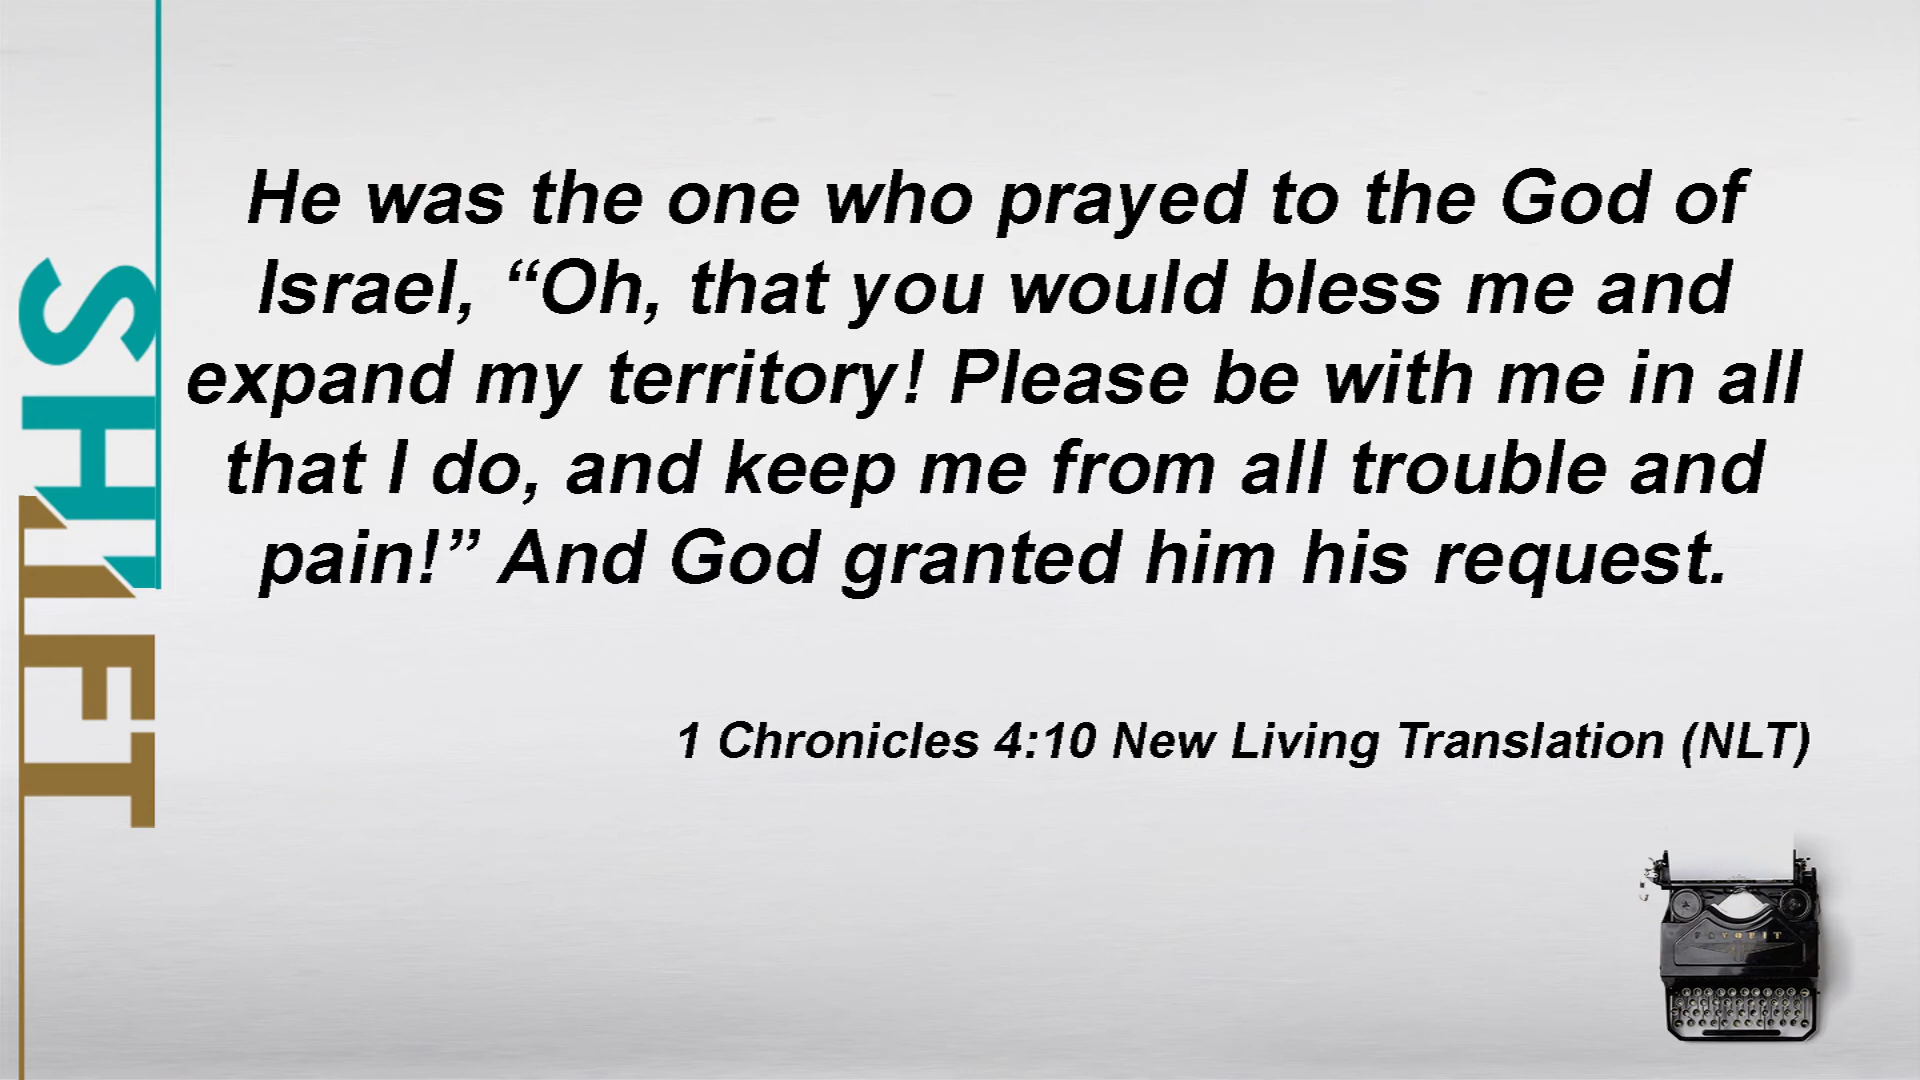 SHIFT
He was the one who prayed to the God of
Israel, “Oh, that you would bless me and
expand my territory! Please be with me in all
that I do, and keep me from all trouble and
pain!” And God granted him his request.
1 Chronicles 4:10 New Living Translation (NLT)